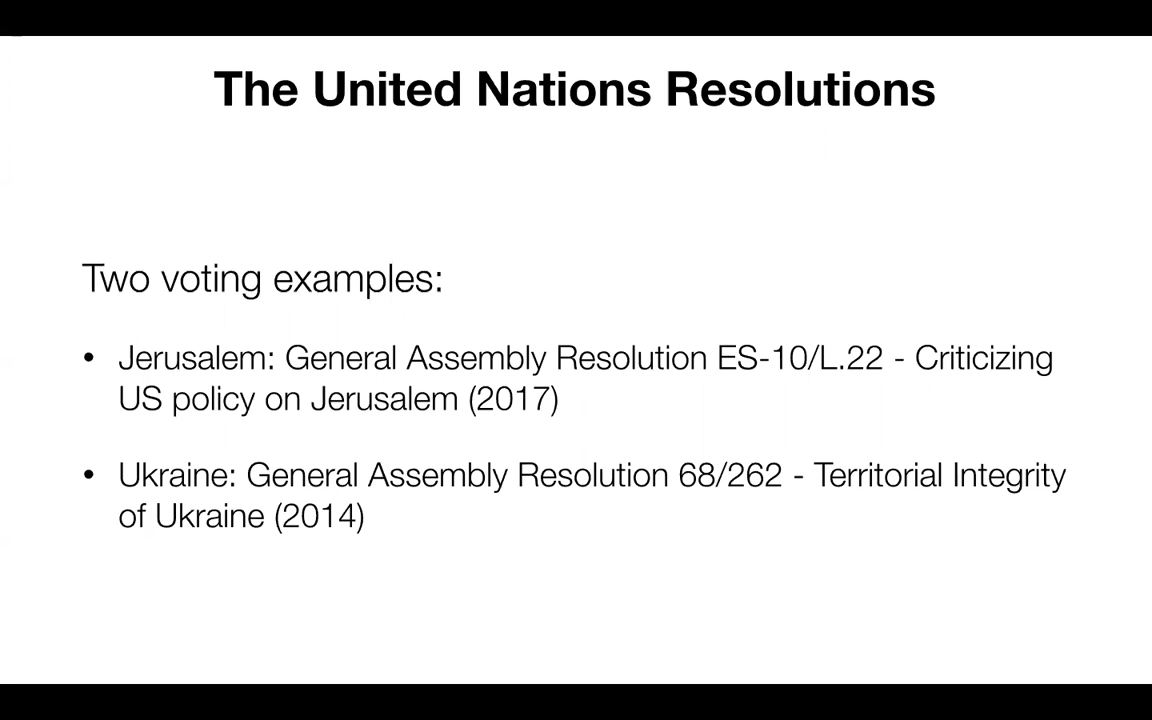 The United Nations Resolutions
Two voting examples:
• Jerusalem: General Assembly Resolution ES-10/L.22 - Criticizing
US policy on Jerusalem (2017)
• Ukraine: General Assembly Resolution 68/262 - Territorial Integrity
of Ukraine (2014)